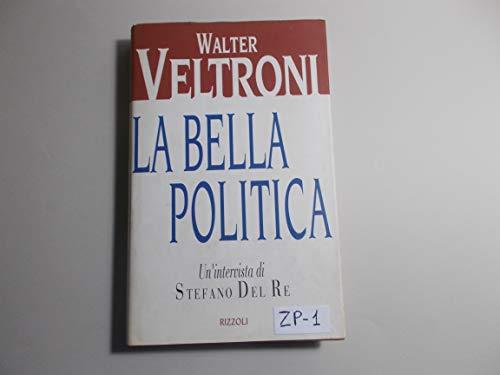 WALTER
VELTRONI
LA BELLA
POLITICA
Un'intervista di
STEFANO DEL RE
RIZZOLI
ZP-1